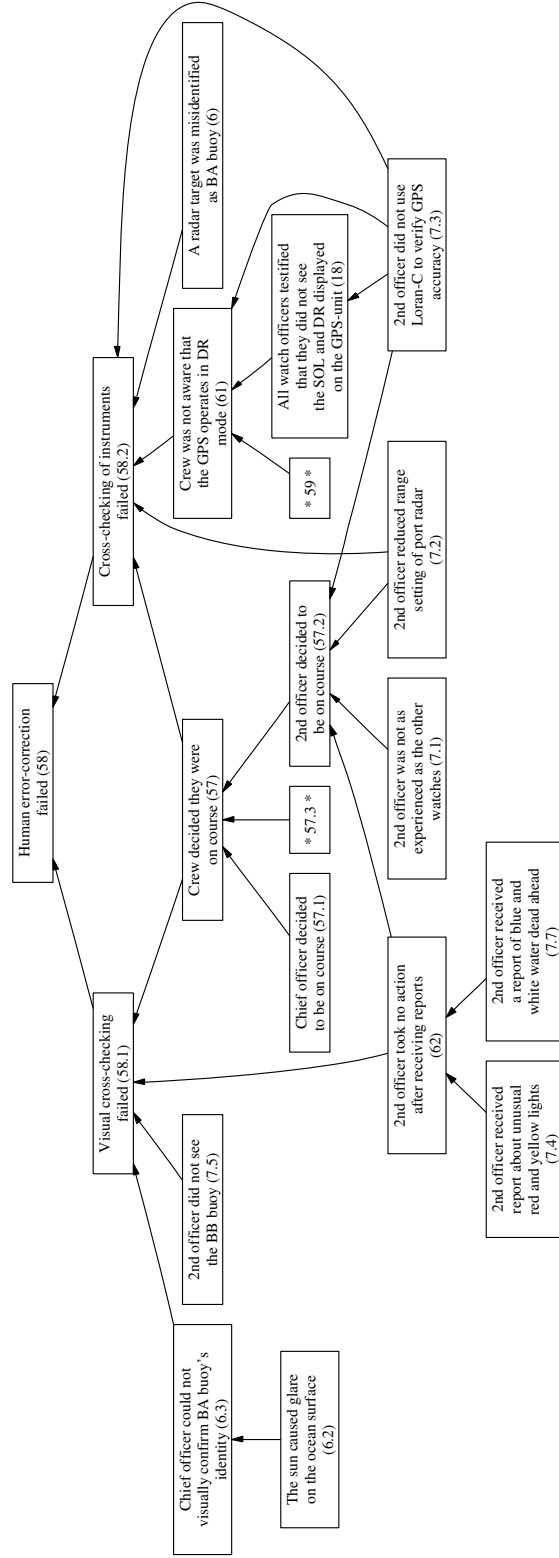 Human error-correction
failed (58)
Visual cross-checking
failed (58.1)
Cross-checking of instruments
failed (58.2)
Chief officer could not
visually confirm BA buoy's
identity (6.3)
2nd officer did not see
the BB buoy (7.5)
Crew decided they were
on course (57)
Crew was not aware that
the GPS operates in DR
mode (61)
A radar target was misidentified
as BA buoy (6)
The sun caused glare
on the ocean surface
(6.2)
Chief officer decided
to be on course (57.1)
* 57.3 *
2nd officer decided to
be on course (57.2)
* 59 *
All watch officers testified
that they did not see
the SOL and DR displayed
on the GPS-unit (18)
2nd officer took no action
after receiving reports
(62)
2nd officer was not as
experienced as the other
watches (7.1)
2nd officer reduced range
setting of port radar
(7.2)
2nd officer did not use
Loran-C to verify GPS
accuracy (7.3)
2nd officer received
report about unusual
red and yellow lights
(7.4)
2nd officer received
a report of blue and
white water dead ahead
(7.7)